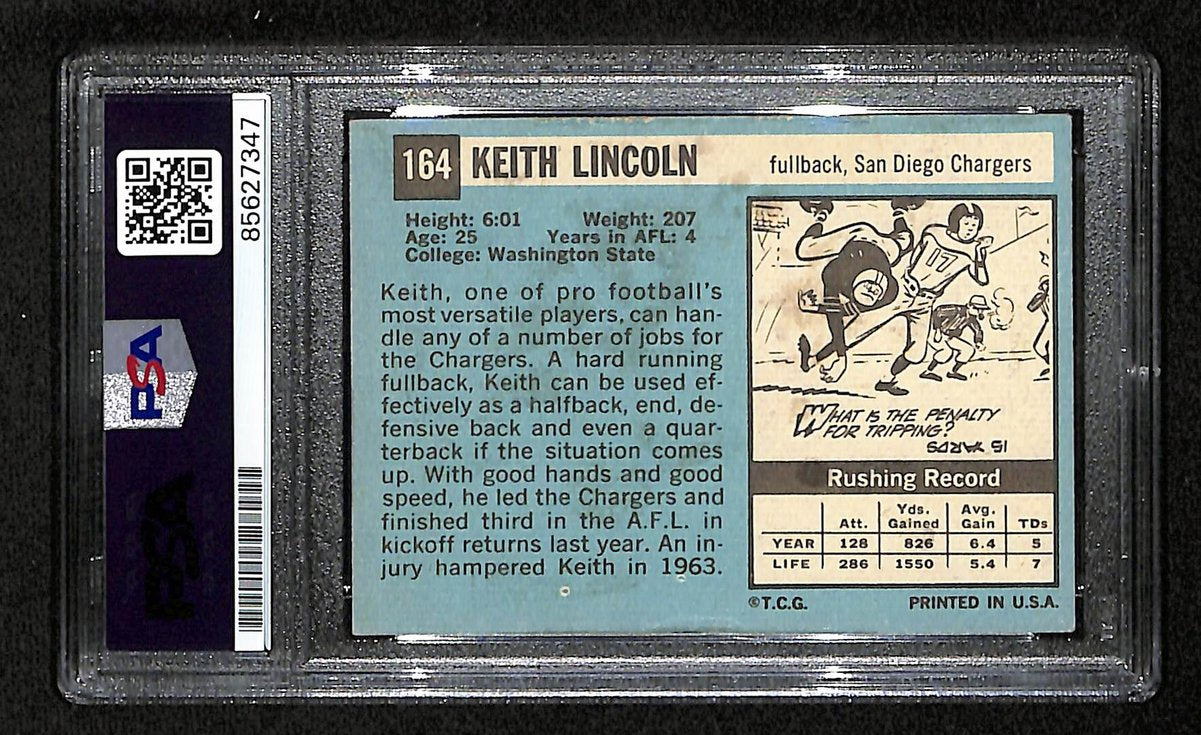 85627347
PSA
PSA
164 KEITH LINCOLN fullback, San Diego Chargers
Height: 6:01 Weight: 207
Age: 25 Years in AFL: 4
College: Washington State
Keith, one of pro football's
most versatile players, can han-
dle any of a number of jobs for
the Chargers. A hard running
fullback, Keith can be used ef-
fectively as a halfback, end, de-
fensive back and even a quar-
terback if the situation comes
up. With good hands and good
speed, he led the Chargers and
finished third in the A.F.L. in
kickoff returns last year. An in-
jury hampered Keith in 1963.
17
WHAT IS THE PENALTY
FOR TRIPPING?
15 YARDS
Rushing Record
Att. Yds. Gained Avg. Gain TDs
YEAR 128 826 6.4 5
LIFE 286 1550 5.4 7
©T.C.G. PRINTED IN U.S.A.